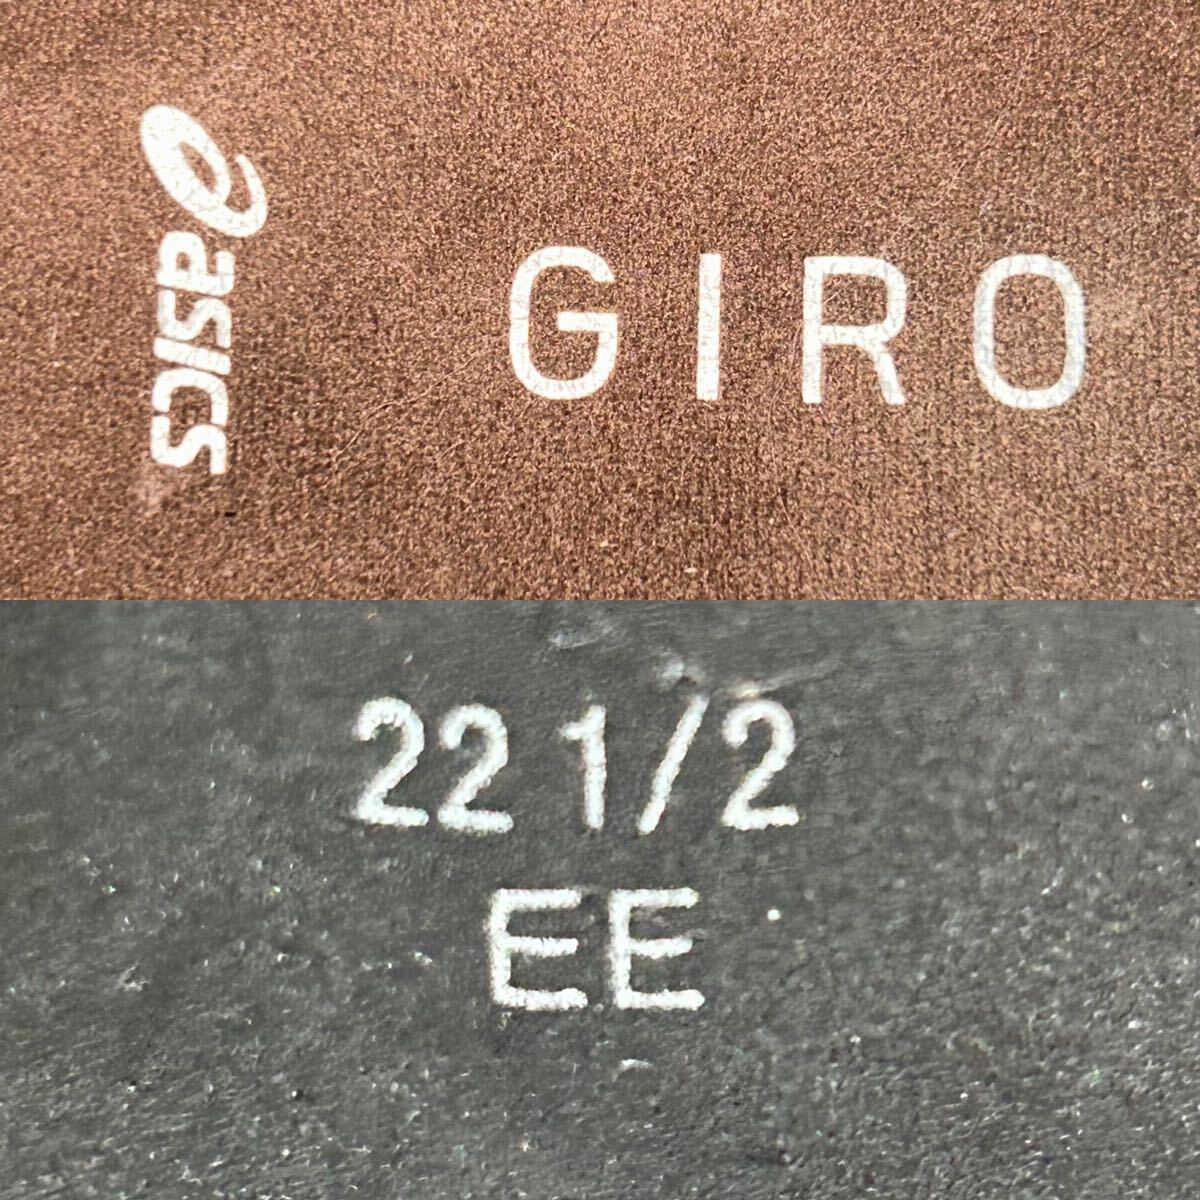 asics
GIRO
22 1/2
EE